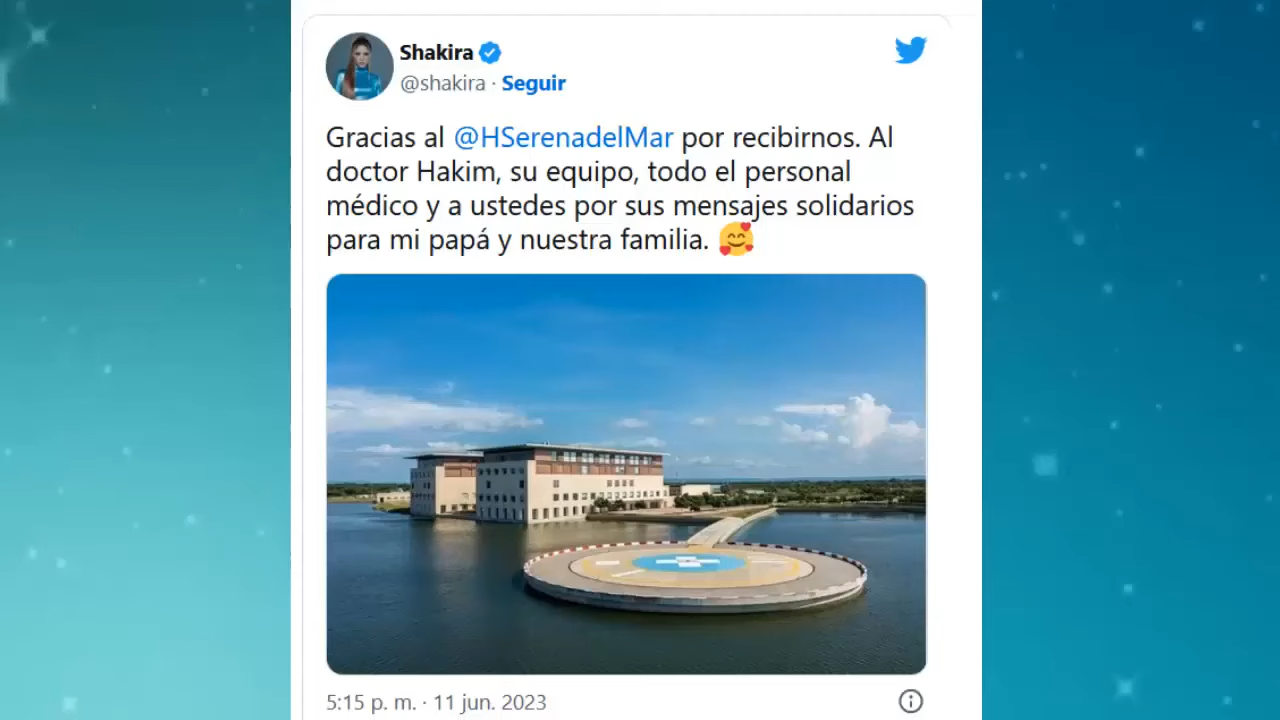 Shakira
@shakira · Seguir
Gracias al @HSerenadelMar por recibirnos. Al
doctor Hakim, su equipo, todo el personal
médico y a ustedes por sus mensajes solidarios
para mi papá y nuestra familia. 🥰
5:15 p. m. · 11 jun. 2023